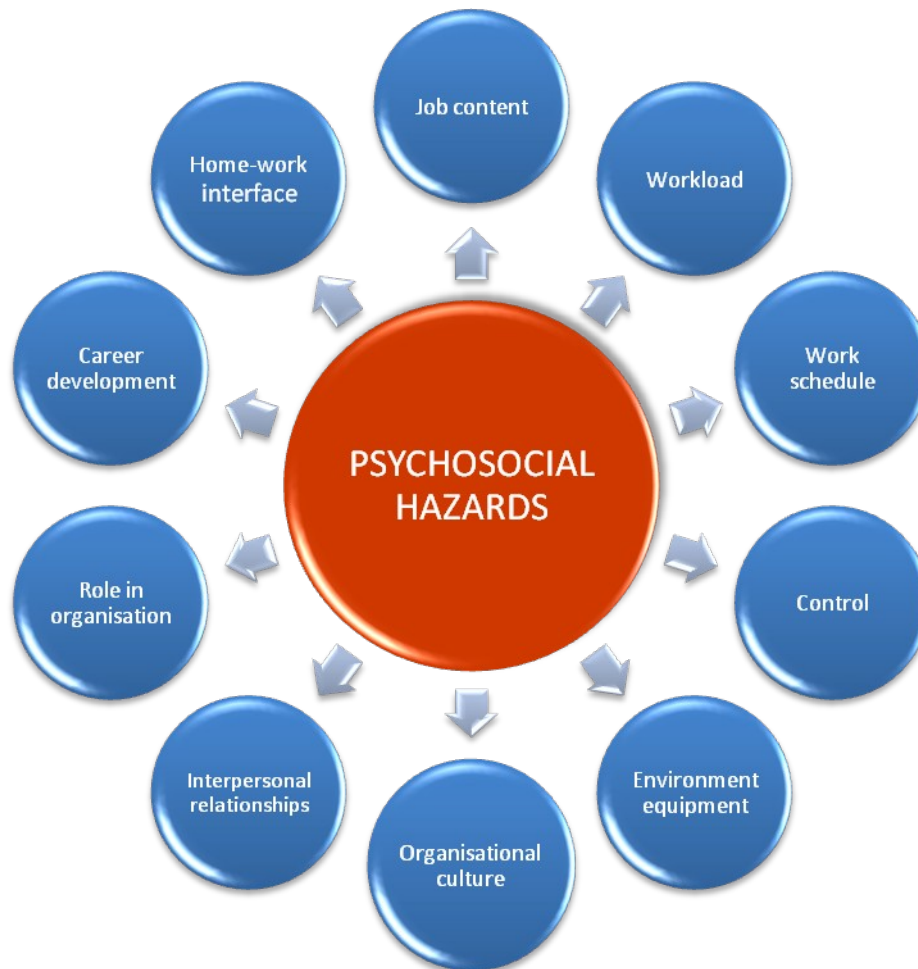 Job content
Workload
Work
schedule
Control
Environment
equipment
Organisational
culture
Interpersonal
relationships
Role in
organisation
Career
development
Home-work
interface
PSYCHOSOCIAL
HAZARDS